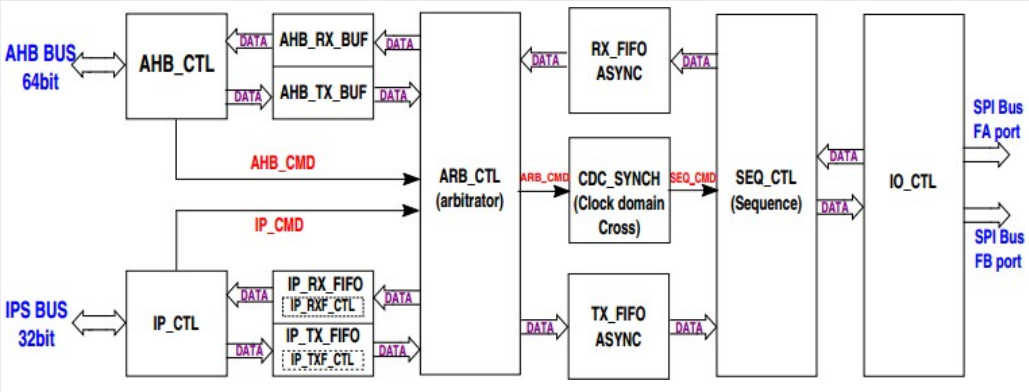 AHB BUS
64bit
AHB_CTL
DATA
AHB_RX_BUF
DATA
DATA
AHB_TX_BUF
DATA
AHB_CMD
IP_CMD
IPS BUS
32bit
IP_CTL
DATA
IP_RX_FIFO
IP_RXF_CTL
DATA
DATA
IP_TX_FIFO
IP_TXF_CTL
DATA
ARB_CTL
(arbitrator)
DATA
RX_FIFO
ASYNC
DATA
ARB_CMD
CDC_SYNCH
(Clock domain
Cross)
SEQ_CMD
DATA
TX_FIFO
ASYNC
DATA
SEQ_CTL
(Sequence)
DATA
DATA
IO_CTL
SPI Bus
FA port
SPI Bus
FB port